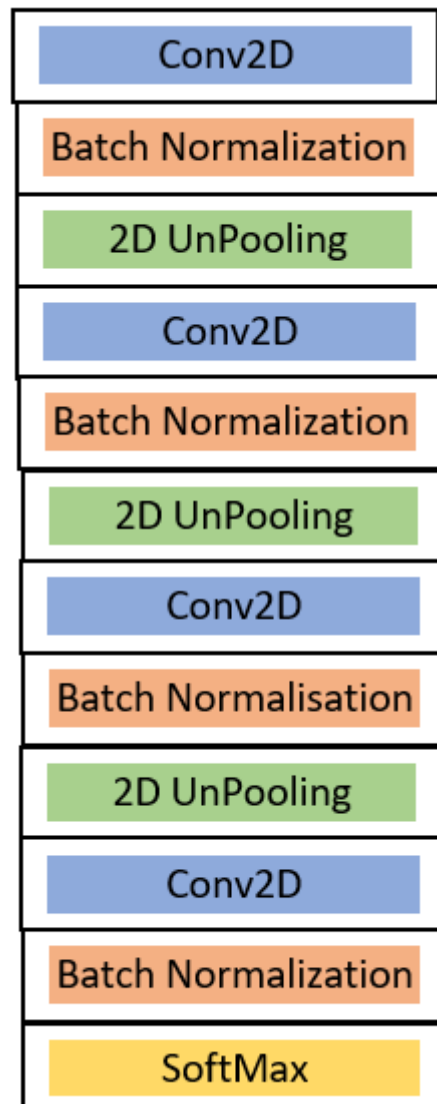 Conv2D
Batch Normalization
2D UnPooling
Conv2D
Batch Normalization
2D UnPooling
Conv2D
Batch Normalisation
2D UnPooling
Conv2D
Batch Normalization
SoftMax